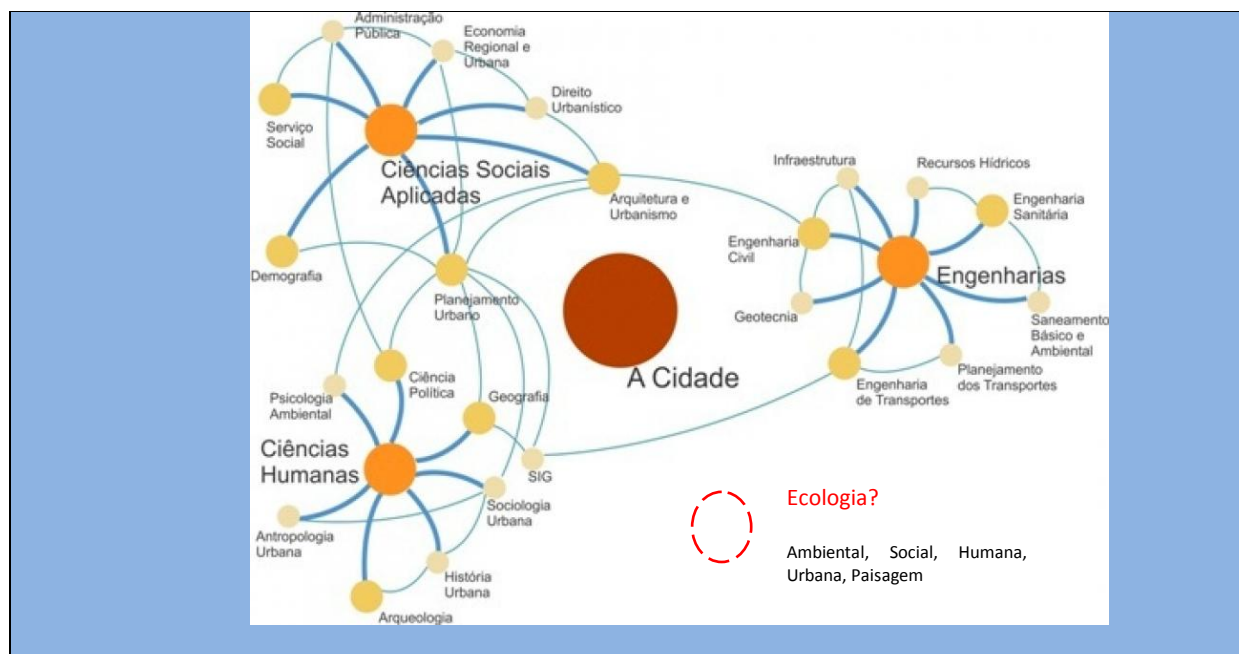 Administração
Pública
Economia
Regional e
Urbana
Direito
Urbanístico
Serviço
Social
Ciências Sociais
Aplicadas
Arquitetura e
Urbanismo
Demografia
Planejamento
Urbano
Infraestrutura
Recursos Hídricos
Engenharia
Sanitária
Engenharia
Civil
Engenharias
Geotecnia
Saneamento
Básico e
Ambiental
Planejamento
dos Transportes
Engenharia
de Transportes
A Cidade
Psicologia
Ambiental
Ciência
Política
Geografia
Ciências
Humanas
SIG
Sociologia
Urbana
Antropologia
Urbana
História
Urbana
Arqueologia
Ecologia?
Ambiental, Social, Humana,
Urbana, Paisagem